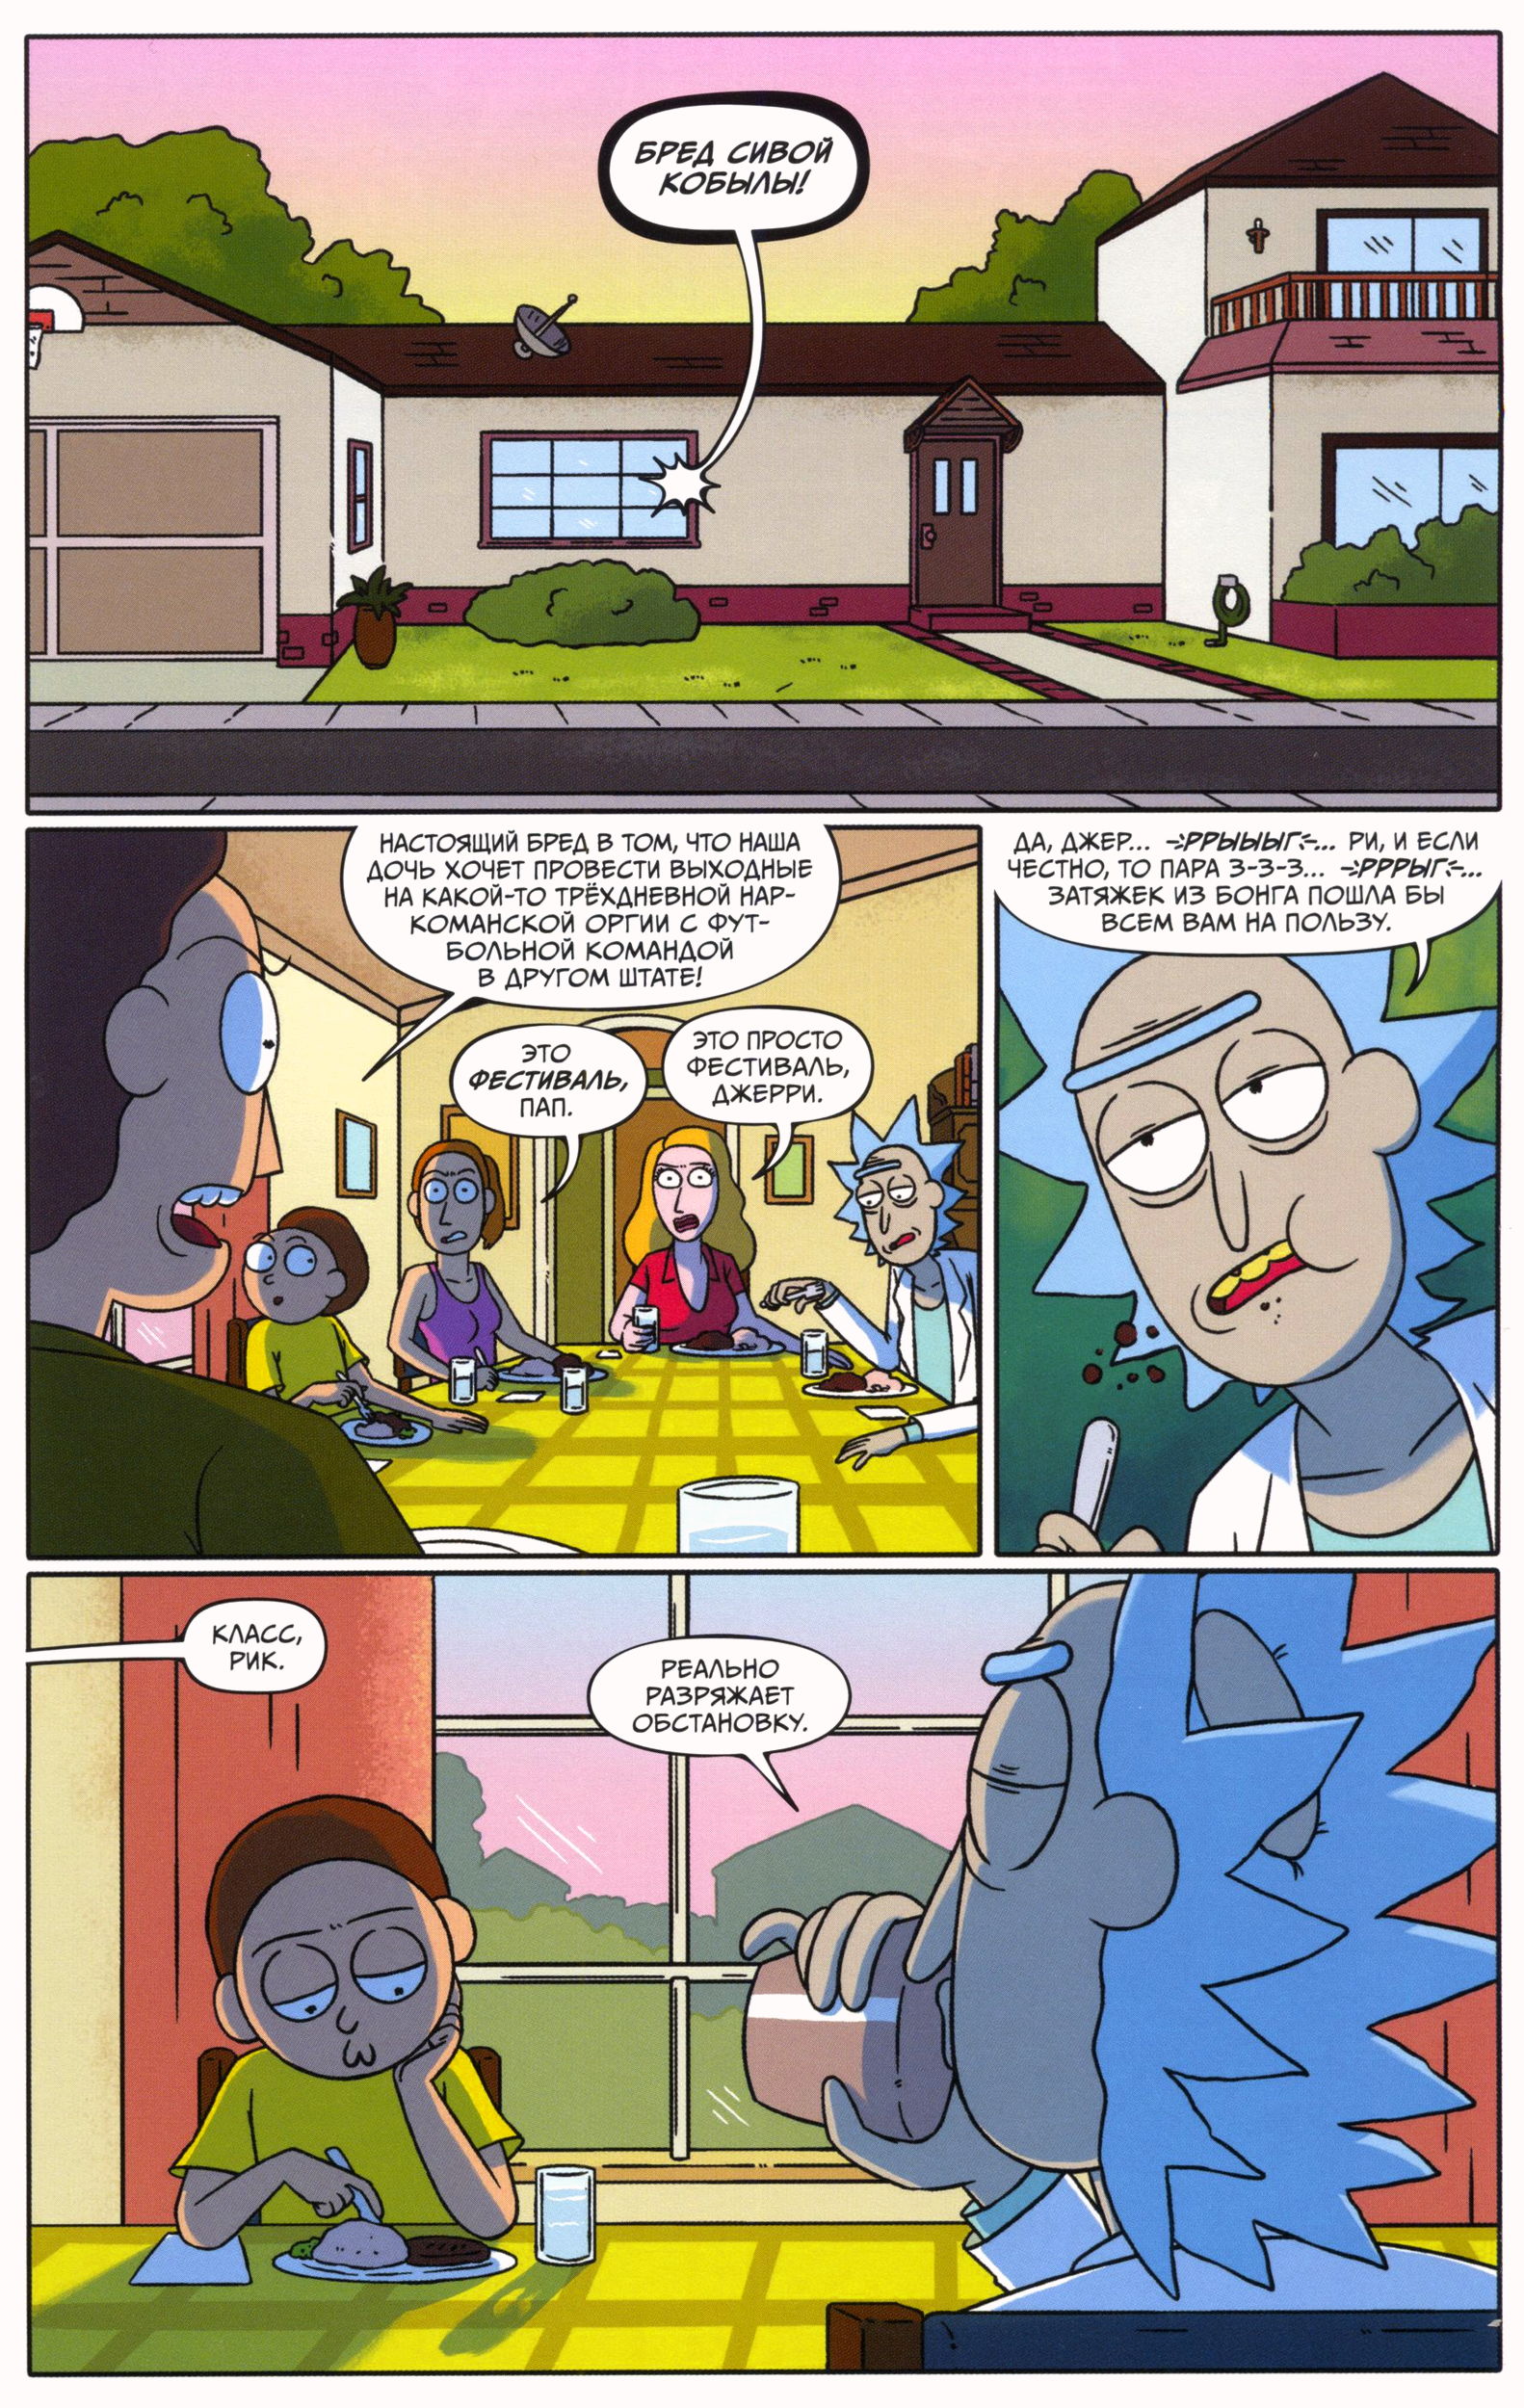 БРЕД СИВОЙ
КОБЫЛЫ!
НАСТОЯЩИЙ БРЕД В ТОМ, ЧТО НАША
ДОЧЬ ХОЧЕТ ПРОВЕСТИ ВЫХОДНЫЕ
НА КАКОЙ-ТО ТРЁХДНЕВНОЙ НАР-
КОМАНСКОЙ ОРГИИ С ФУТ-
БОЛЬНОЙ КОМАНДОЙ
В ДРУГОМ ШТАТЕ!
ЭТО
ФЕСТИВАЛЬ,
ПАП.
ЭТО ПРОСТО
ФЕСТИВАЛЬ,
ДЖЕРРИ.
ДА, ДЖЕР... РРЫЫЫГ... РИ, И ЕСЛИ
ЧЕСТНО, ТО ПАРА З-З-З... РРРЫГ...
ЗАТЯЖЕК ИЗ БОНГА ПОШЛА БЫ
ВСЕМ ВАМ НА ПОЛЬЗУ.
КЛАСС,
РИК.
РЕАЛЬНО
РАЗРЯЖАЕТ
ОБСТАНОВКУ.